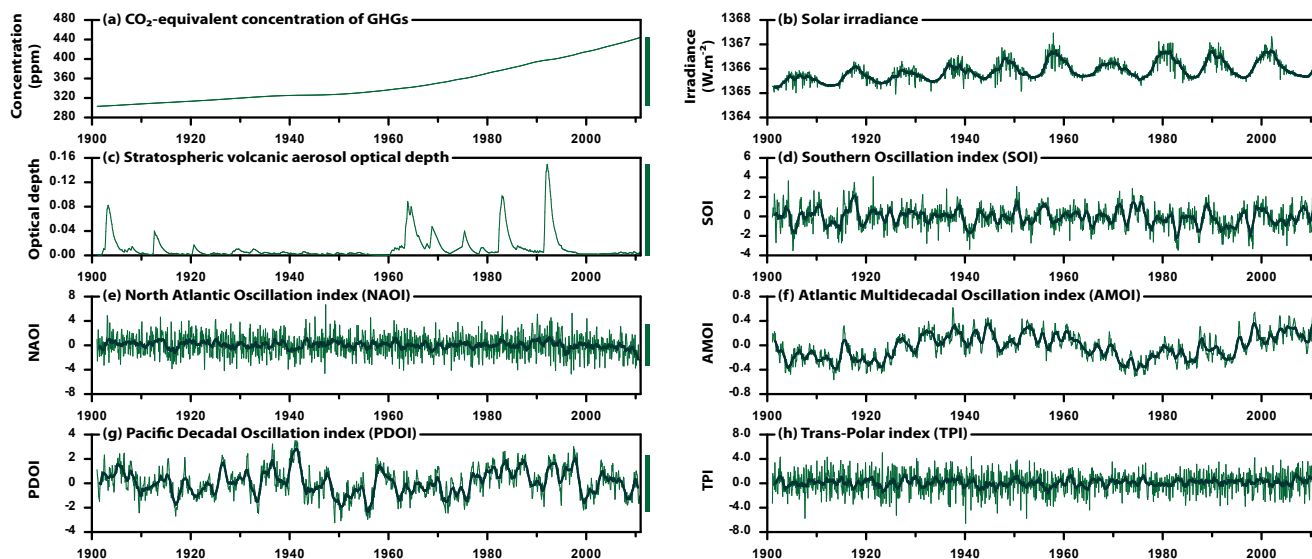 (a) CO₂-equivalent concentration of GHGs
Concentration
(ppm)
480
440
400
360
320
280
1900 1920 1940 1960 1980 2000
(b) Solar irradiance
Irradiance
(W.m⁻²)
1368
1367
1366
1365
1364
1900 1920 1940 1960 1980 2000
(c) Stratospheric volcanic aerosol optical depth
Optical depth
0·16
0·12
0·08
0·04
0·00
1900 1920 1940 1960 1980 2000
(d) Southern Oscillation index (SOI)
SOI
6
4
2
0
-2
-4
1900 1920 1940 1960 1980 2000
(e) North Atlantic Oscillation index (NAOI)
NAOI
8
4
0
-4
-8
1900 1920 1940 1960 1980 2000
(f) Atlantic Multidecadal Oscillation index (AMOI)
AMOI
0·8
0.4
0.0
-0.4
-0.8
1900 1920 1940 1960 1980 2000
(g) Pacific Decadal Oscillation index (PDOI)
PDOI
4
2
0
-2
-4
1900 1920 1940 1960 1980 2000
(h) Trans-Polar index (TPI)
TPI
8·0
4.0
0.0
-4.0
-8.0
1900 1920 1940 1960 1980 2000